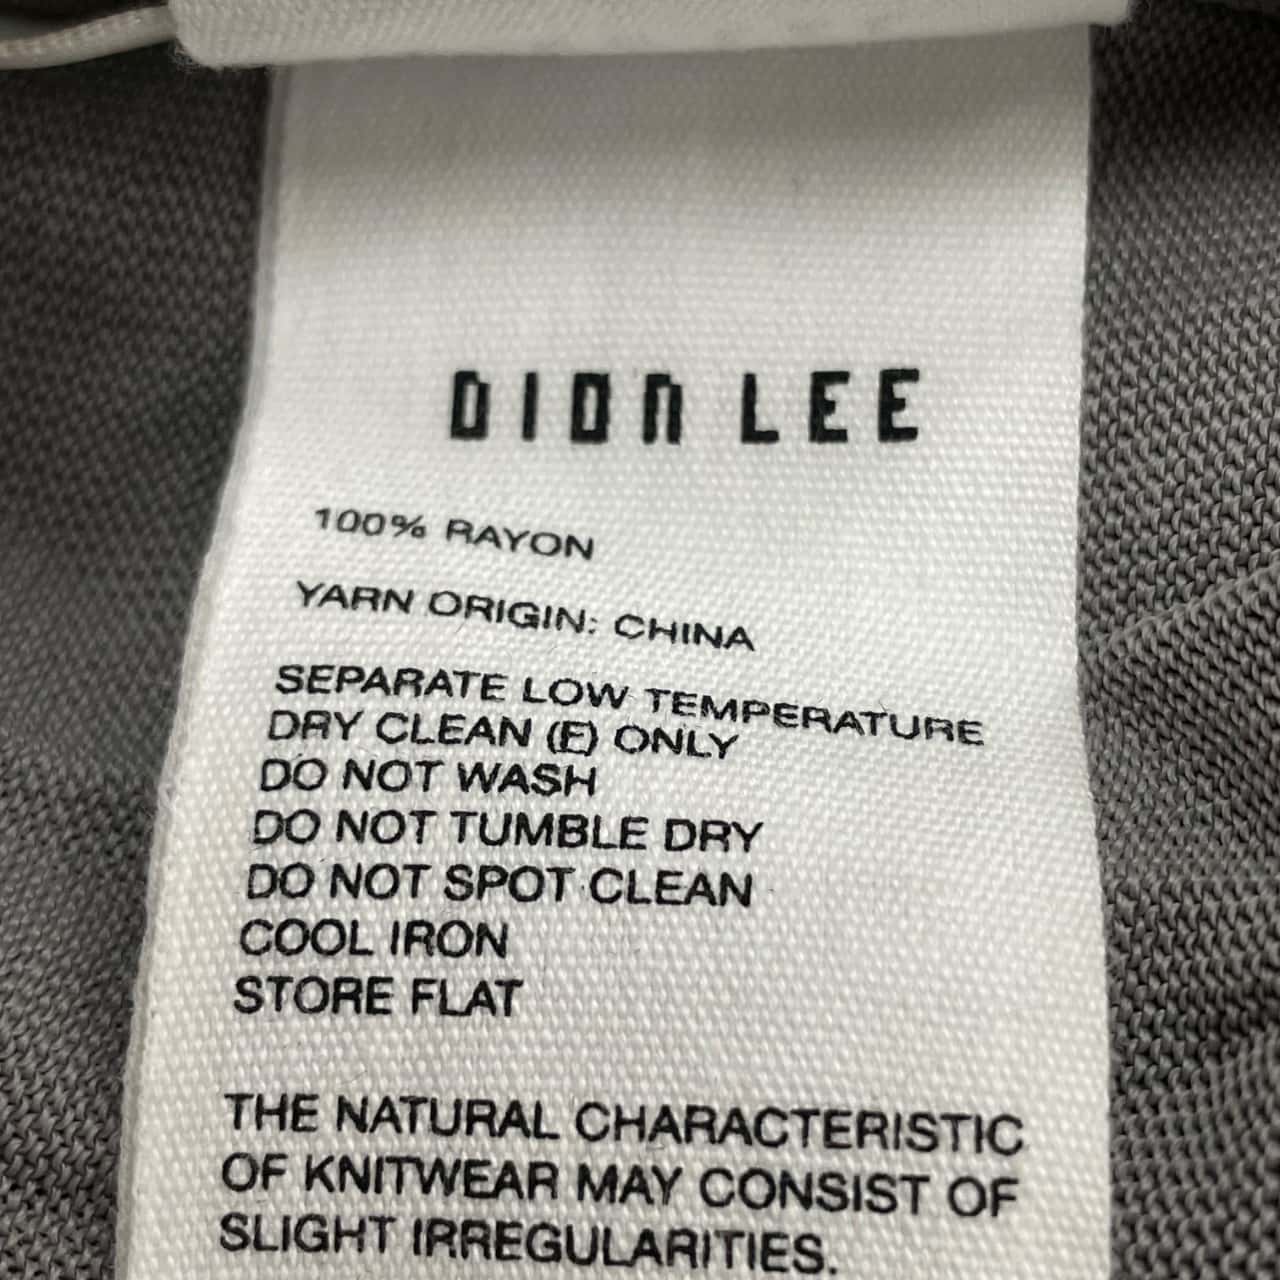 DION LEE
100% RAYON
YARN ORIGIN: CHINA
SEPARATE LOW TEMPERATURE
DRY CLEAN (F) ONLY
DO NOT WASH
DO NOT TUMBLE DRY
DO NOT SPOT CLEAN
COOL IRON
STORE FLAT
THE NATURAL CHARACTERISTIC
OF KNITWEAR MAY CONSIST OF
SLIGHT IRREGULARITIES.